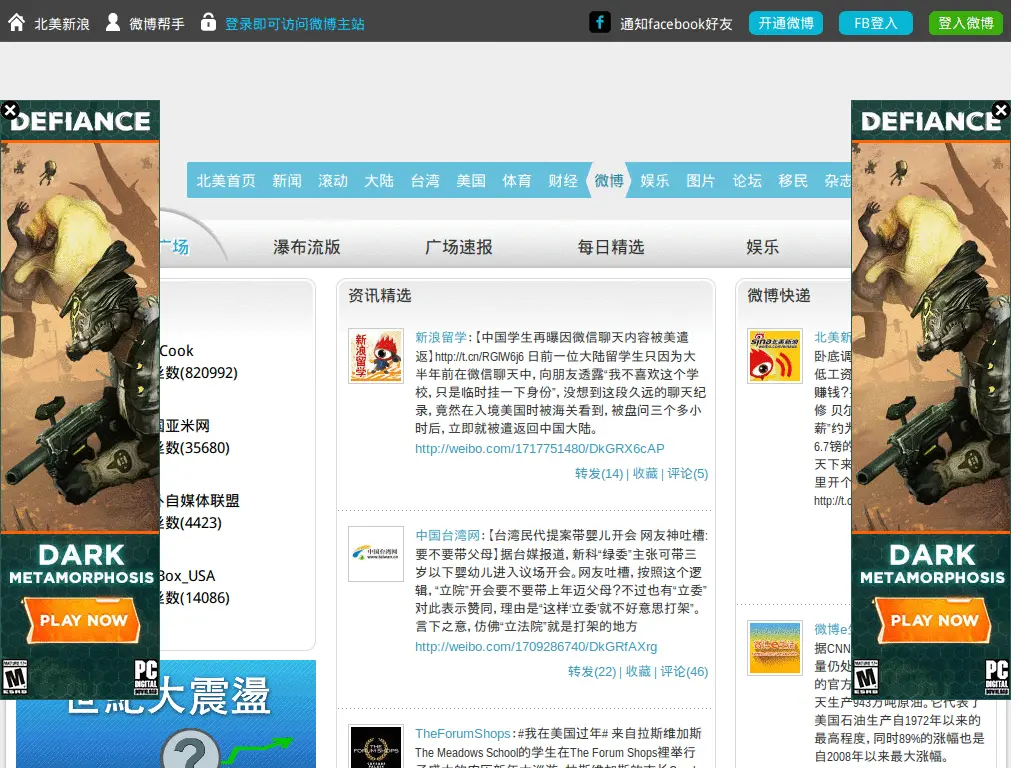 北美新浪 微博帮手 登录即可访问微博主站 通知facebook好友 开通微博 FB登入 登入微博
DEFIANCE
DEFIANCE
北美首页 新闻 滚动 大陆 台湾 美国 体育 财经 微博 娱乐 图片 论坛 移民 杂志
广场 瀑布流版 广场速报 每日精选 娱乐
资讯精选
微博快递
Cook
丝数(820992)
亚米网
丝数(35680)
自媒体联盟
丝数(4423)
Box_USA
丝数(14086)
世紀大震盪
?
新浪留学
新浪留学:【中国学生再曝因微信聊天内容被美遣
返】http://t.cn/RGlW6j6 日前一位大陆留学生只因为大
半年前在微信聊天中, 向朋友透露“我不喜欢这个学
校, 只是临时挂一下身份”, 没想到这段久远的聊天纪
录, 竟然在入境美国时被海关看到, 被盘问三个多小
时后, 立即就被遣返回中国大陆。
http://weibo.com/1717751480/DkGRX6cAP
转发(14) | 收藏 | 评论(5)
中国台湾网
www.taiwan.cn
中国台湾网:【台湾民代提案带婴儿开会 网友神吐槽:
要不要带父母】据台媒报道, 新科“绿委”主张可带三
岁以下婴幼儿进入议场开会。网友吐槽, 按照这个逻
辑, “立院”开会要不要带上年迈父母?不过也有“立委”
对此表示赞同, 理由是“这样‘立委’就不好意思打架”。
言下之意, 仿佛“立法院”就是打架的地方
http://weibo.com/1709286740/DkGRfAXrg
转发(22) | 收藏 | 评论(46)
THE
FORUM SHOPS
TheForumShops:#我在美国过年# 来自拉斯维加斯
The Meadows School的学生在The Forum Shops裡举行
sina北美新浪
北美新
卧底调
低工资
赚钱?
修 贝尔
薪”约为
6.7镑的
天下来
里开个
http://t.c
微博e
据CNN
量仍处
的官方
天生产943万吨原油。它代表了
美国石油生产自1972年以来的
最高程度, 同时89%的涨幅也是
自2008年以来最大涨幅。
DARK
METAMORPHOSIS
PLAY NOW
MATURE 17+
M
ESRB
PC
DIGITAL
DOWNLOAD
DARK
METAMORPHOSIS
PLAY NOW
MATURE 17+
M
ESRB
PC
DIGITAL
DOWNLOAD